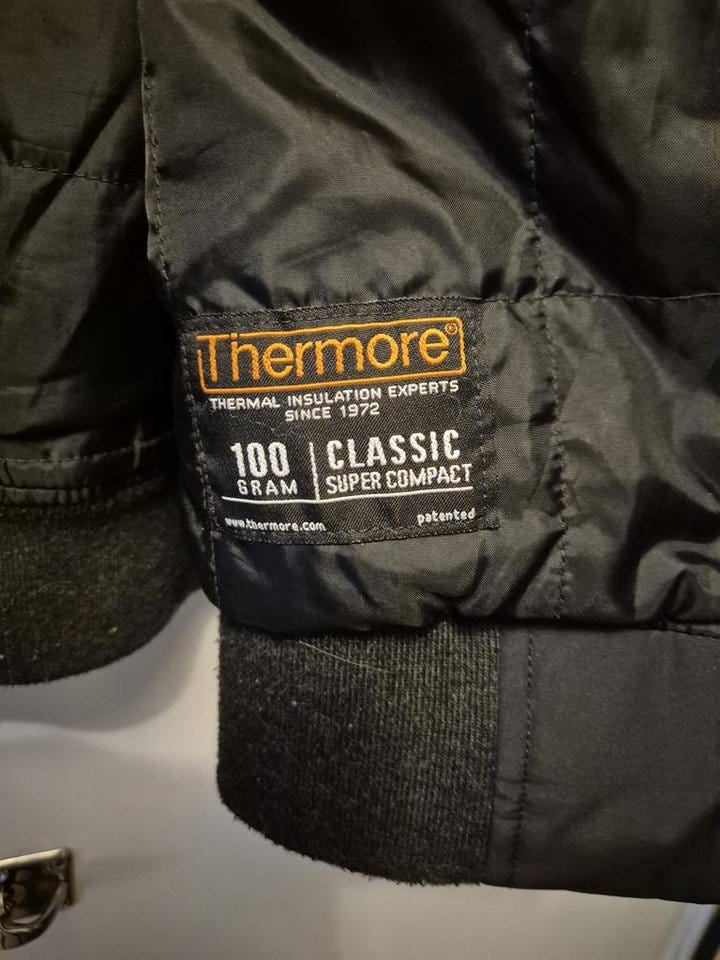 Thermore®
THERMAL INSULATION EXPERTS
SINCE 1972
100 GRAM
CLASSIC
SUPER COMPACT
www.thermore.com
patented